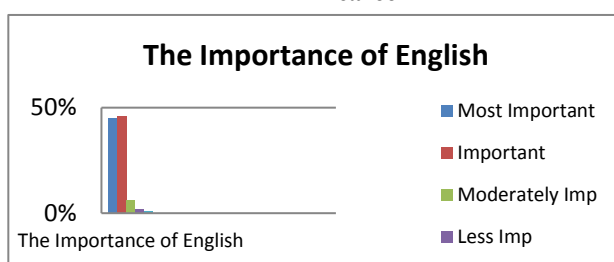 The Importance of English
50%
0%
The Importance of English
Most Important
Important
Moderately Imp
Less Imp